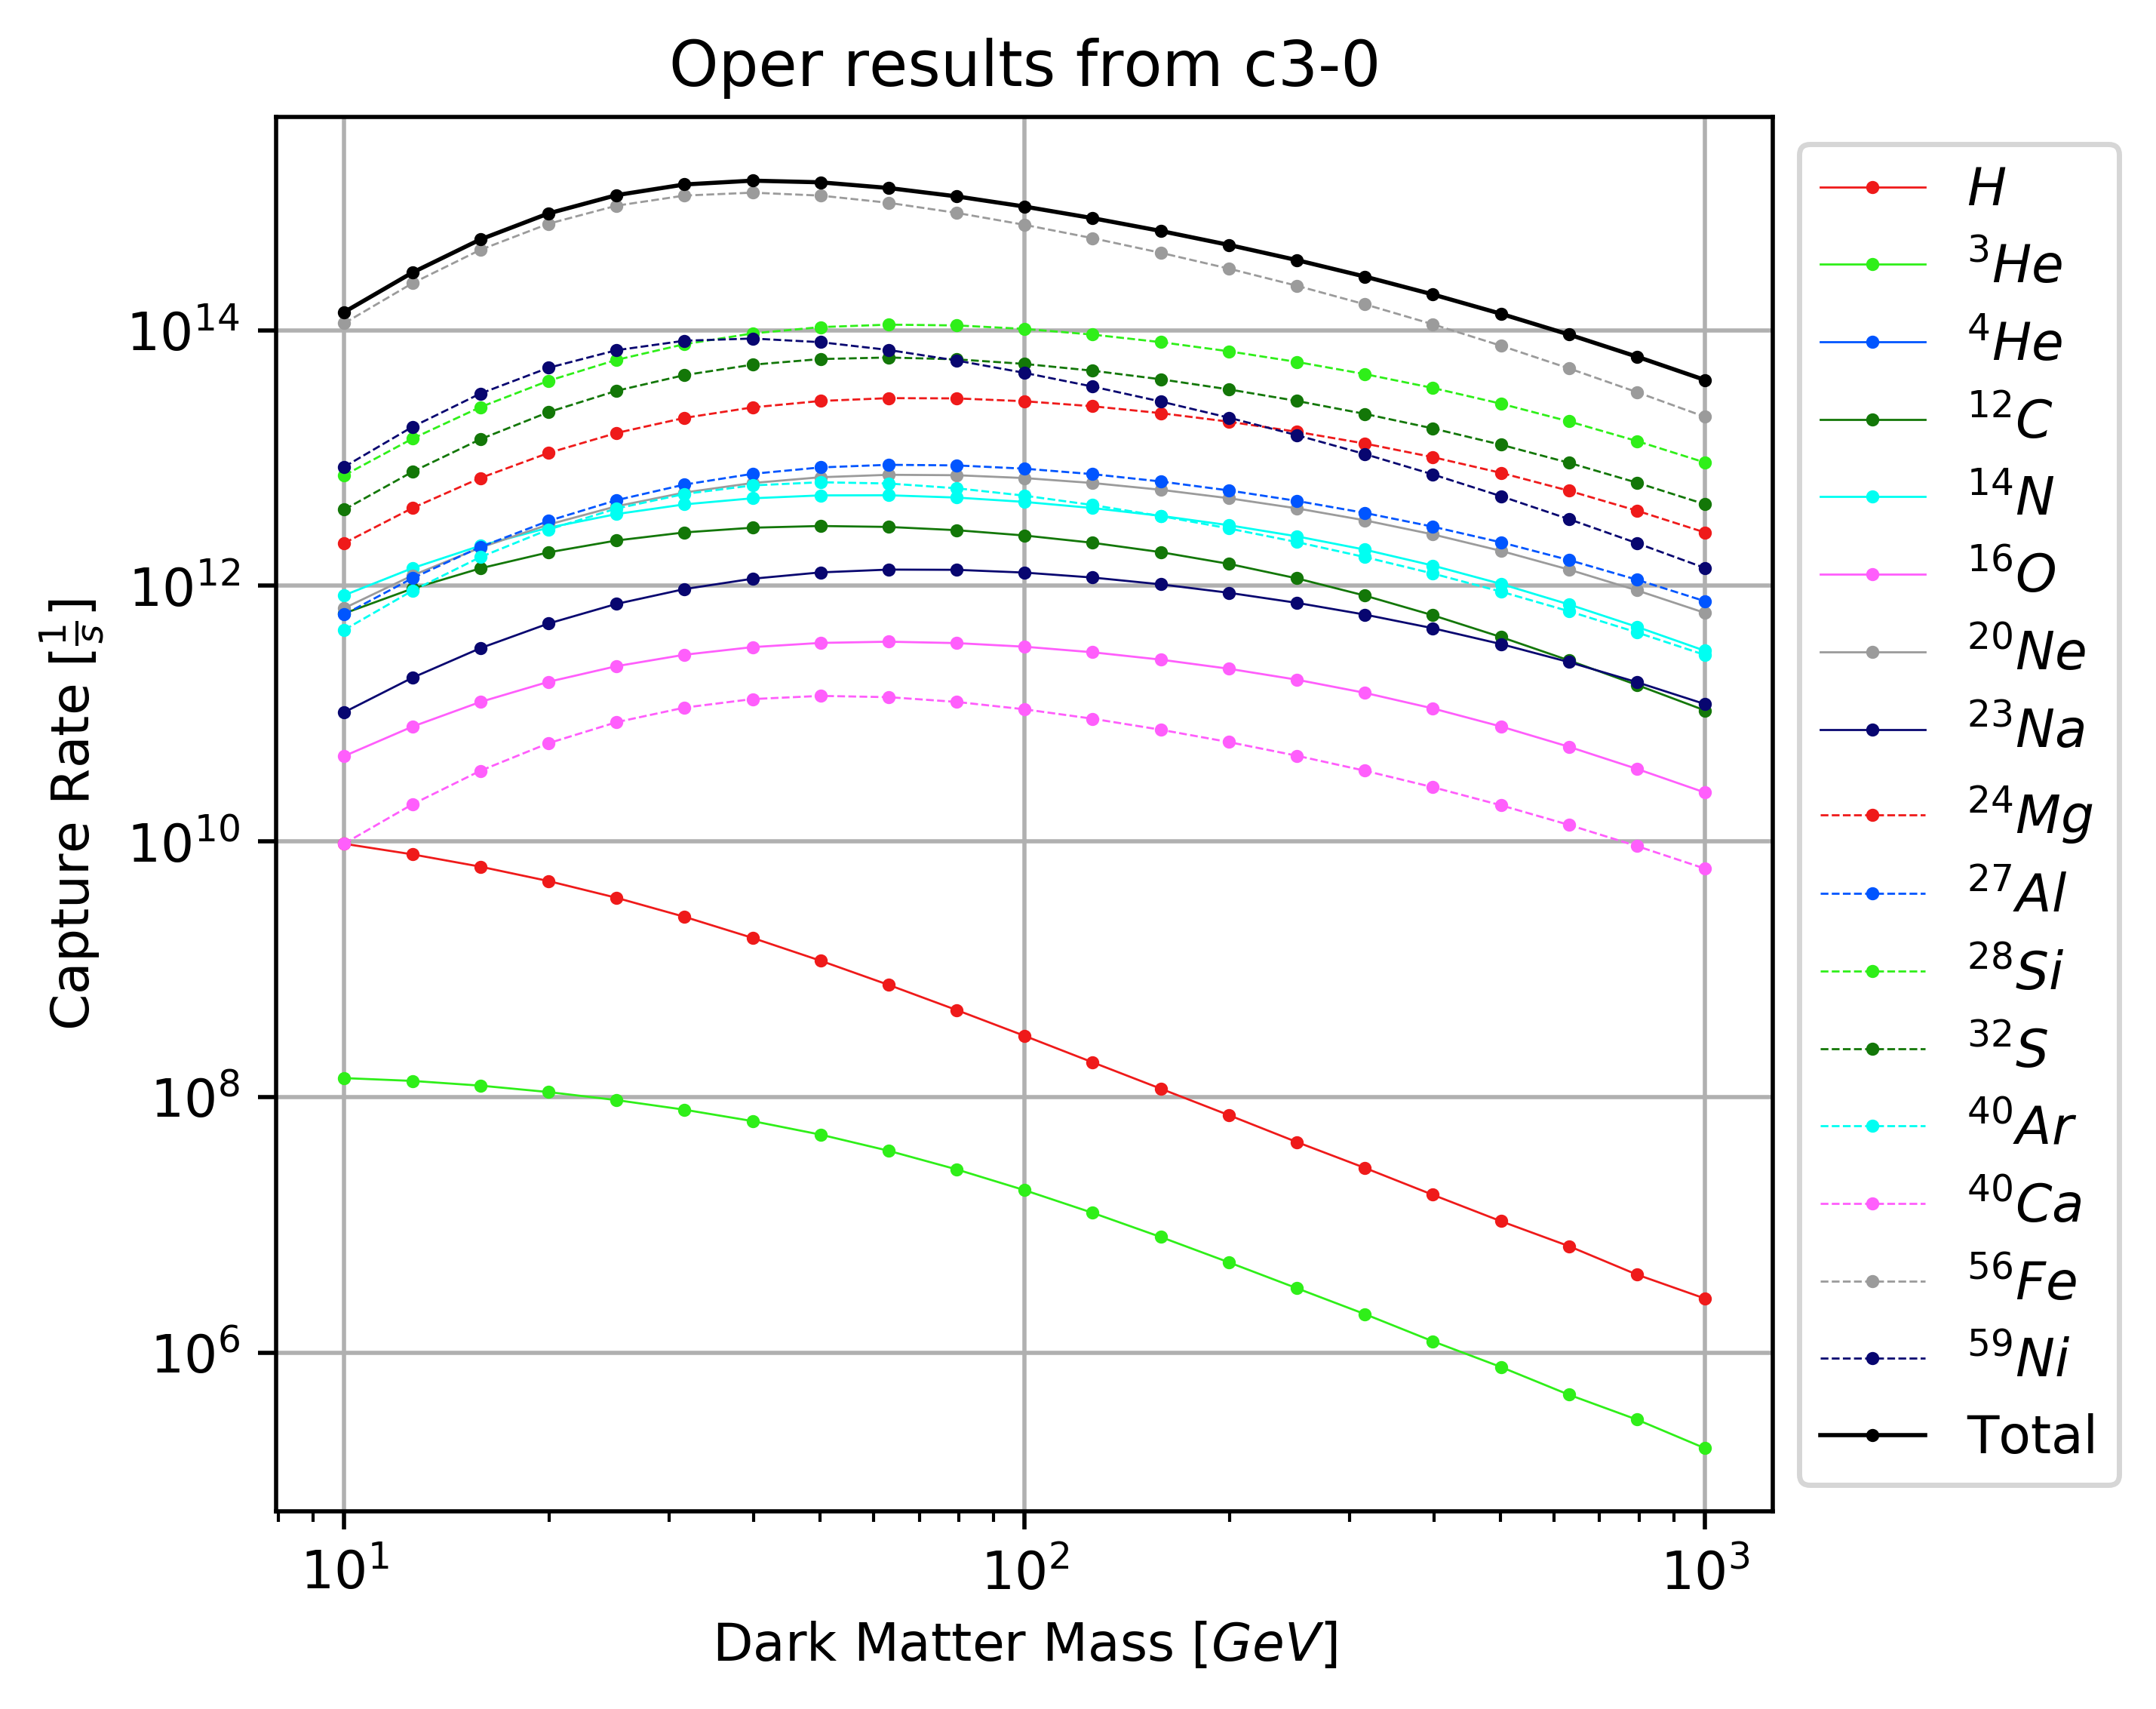 Oper results from c3-0
Capture Rate [1/s]
10^14
10^12
10^10
10^8
10^6
10^1
10^2
10^3
Dark Matter Mass [GeV]
H
^3He
^4He
^12C
^14N
^16O
^20Ne
^23Na
^24Mg
^27Al
^28Si
^32S
^40Ar
^40Ca
^56Fe
^59Ni
Total